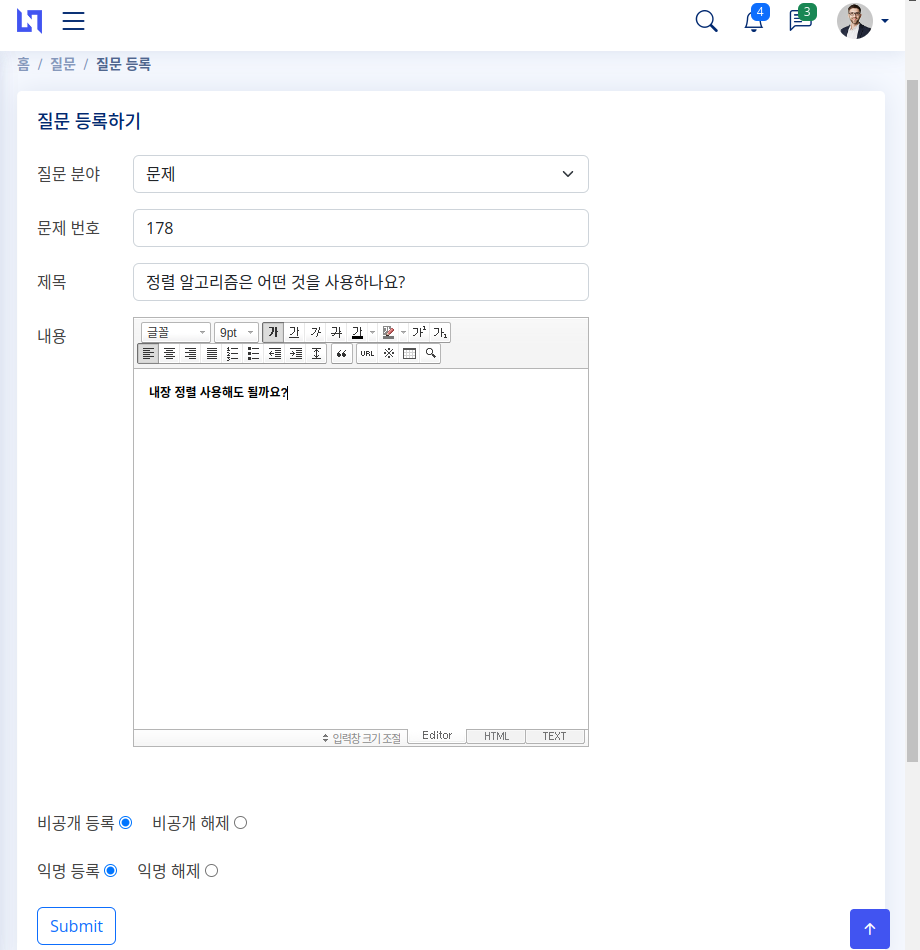 4
3
홈 / 질문 / 질문 등록
질문 등록하기
질문 분야
문제
문제 번호
178
제목
정렬 알고리즘은 어떤 것을 사용하나요?
내용
글꼴 9pt 가 가 가 가 가 가¹ 가₁
“ URL ※
내장 정렬 사용해도 될까요?
입력창 크기 조절 Editor HTML TEXT
비공개 등록 비공개 해제
익명 등록 익명 해제
Submit